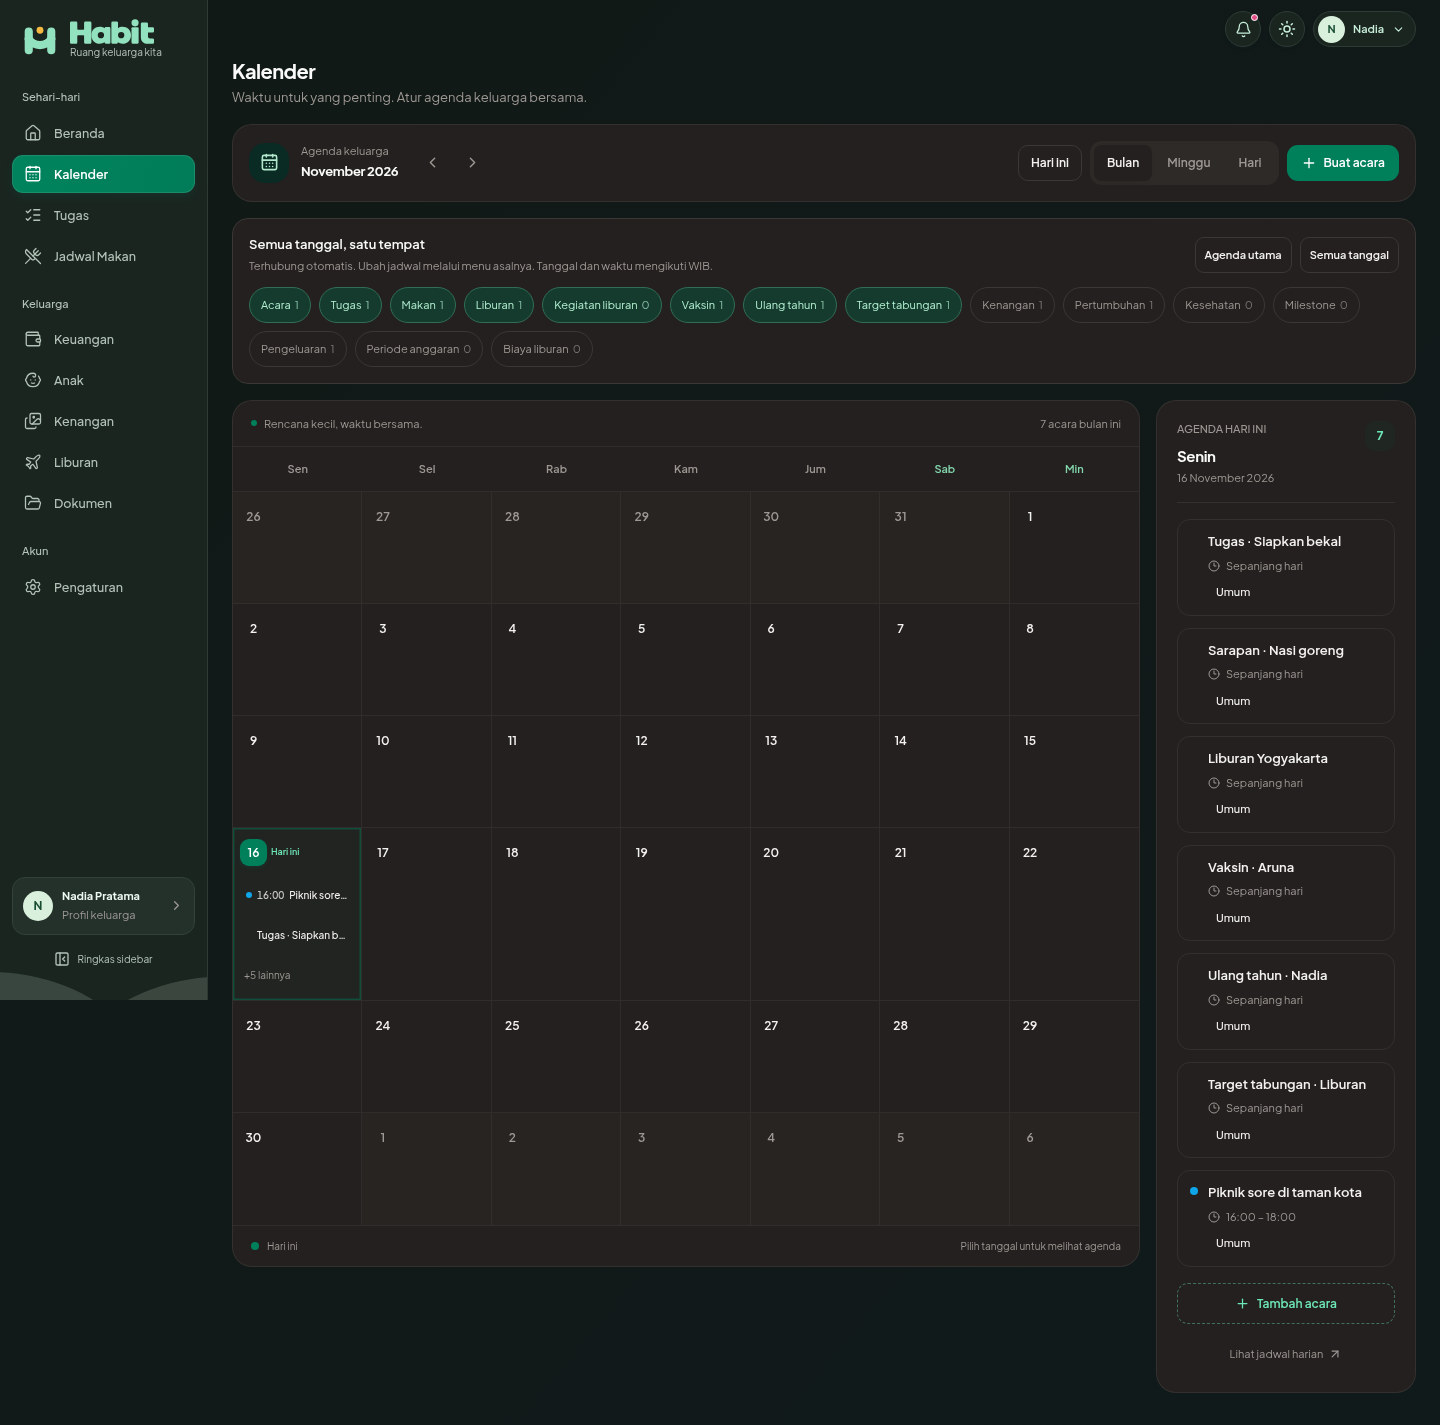 Habit
Ruang keluarga kita
Sehari-hari
Beranda
Kalender
Tugas
Jadwal Makan
Keluarga
Keuangan
Anak
Kenangan
Liburan
Dokumen
Akun
Pengaturan
N
Nadia Pratama
Profil keluarga
Ringkas sidebar
N Nadia
Kalender
Waktu untuk yang penting. Atur agenda keluarga bersama.
Agenda keluarga
November 2026
Hari ini
Bulan Minggu Hari
Buat acara
Semua tanggal, satu tempat
Terhubung otomatis. Ubah jadwal melalui menu asalnya. Tanggal dan waktu mengikuti WIB.
Agenda utama
Semua tanggal
Acara 1 Tugas 1 Makan 1 Liburan 1 Kegiatan liburan 0 Vaksin 1 Ulang tahun 1 Target tabungan 1 Kenangan 1 Pertumbuhan 1 Kesehatan 0 Milestone 0
Pengeluaran 1 Periode anggaran 0 Biaya liburan 0
Rencana kecil, waktu bersama.
7 acara bulan ini
Sen Sel Rab Kam Jum Sab Min
26 27 28 29 30 31 1
2 3 4 5 6 7 8
9 10 11 12 13 14 15
16 Hari ini 17 18 19 20 21 22
16:00 Piknik sore…
Tugas · Siapkan b…
+5 lainnya
23 24 25 26 27 28 29
30 1 2 3 4 5 6
Hari ini
Pilih tanggal untuk melihat agenda
AGENDA HARI INI
7
Senin
16 November 2026
Tugas · Siapkan bekal
Sepanjang hari
Umum
Sarapan · Nasi goreng
Sepanjang hari
Umum
Liburan Yogyakarta
Sepanjang hari
Umum
Vaksin · Aruna
Sepanjang hari
Umum
Ulang tahun · Nadia
Sepanjang hari
Umum
Target tabungan · Liburan
Sepanjang hari
Umum
Piknik sore di taman kota
16:00 – 18:00
Umum
Tambah acara
Lihat jadwal harian